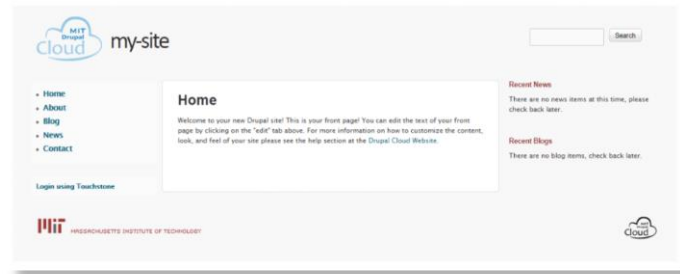 MIT
Drupal
Cloud
my-site
Search
Home
About
Blog
News
Contact
Login using Touchstone
Home
Welcome to your new Drupal site! This is your front page! You can edit the text of your front
page by clicking on the "edit" tab above. For more information on how to customize the content,
look, and feel of your site please see the help section at the Drupal Cloud Website.
Recent News
There are no news items at this time, please
check back later.
Recent Blogs
There are no blog items, check back later.
MIT
MASSACHUSETTS INSTITUTE OF TECHNOLOGY
cloud